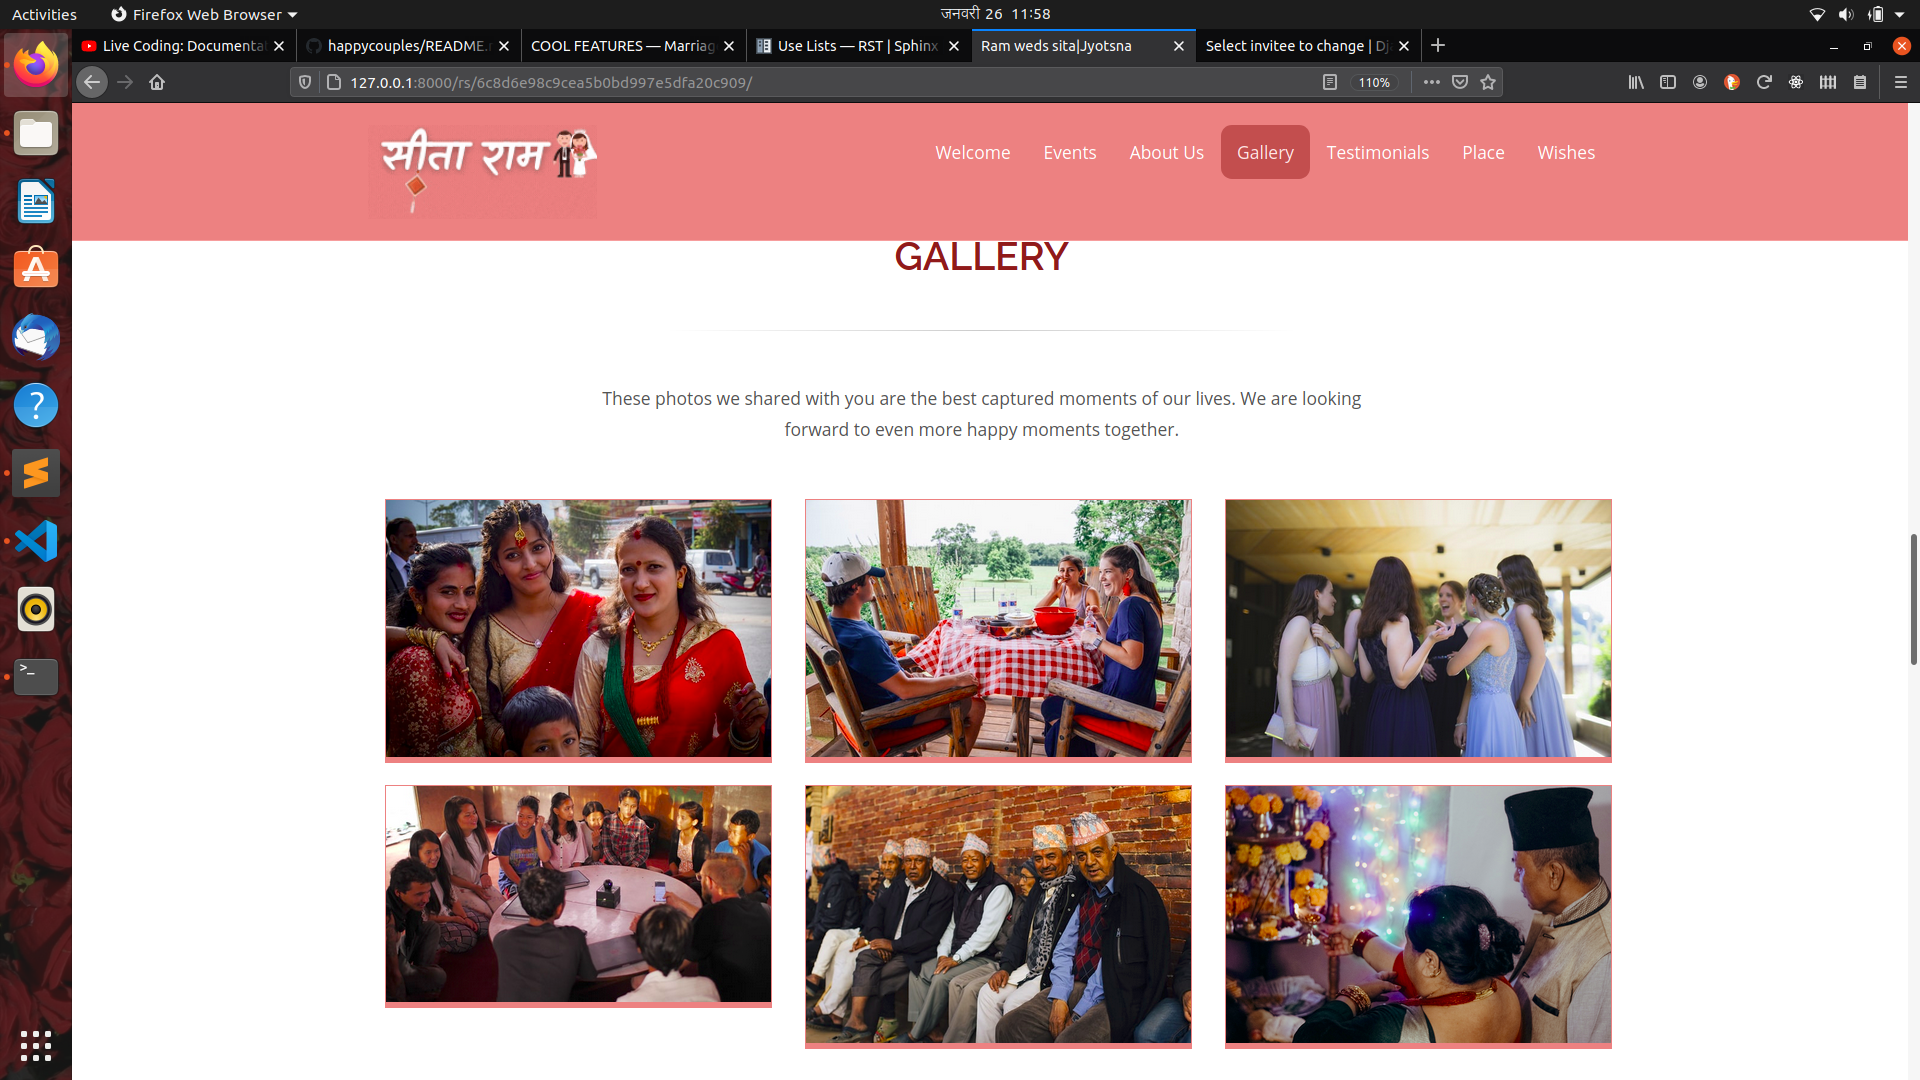 Activities
Firefox Web Browser
जनवरी 26 11:58
Live Coding: Documenta
happycouples/README.
COOL FEATURES — Marriag
Use Lists — RST | Sphinx
Ram weds sita|Jyotsna
Select invitee to change | Dj
127.0.0.1:8000/rs/6c8d6e98c9cea5b0bd997e5dfa20c909/
110%
सीता राम
Welcome
Events
About Us
Gallery
Testimonials
Place
Wishes
GALLERY
These photos we shared with you are the best captured moments of our lives. We are looking
forward to even more happy moments together.